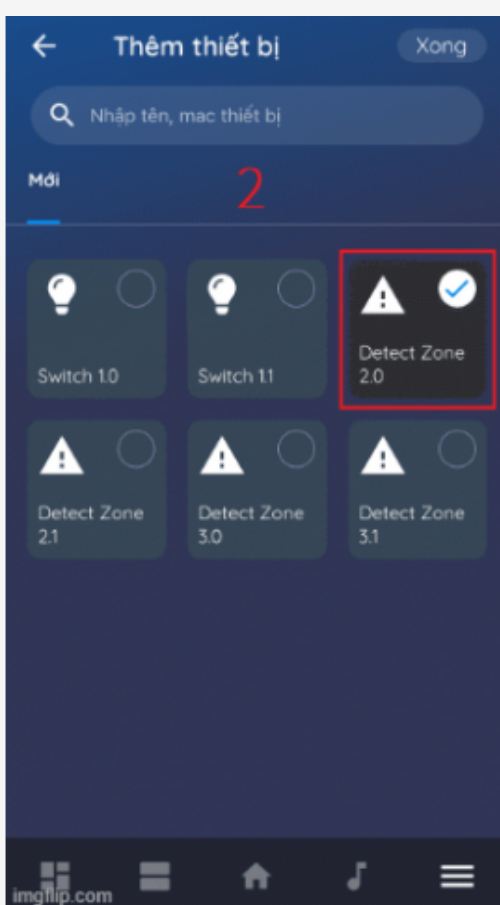 Thêm thiết bị
Xong
Nhập tên, mac thiết bị
Mới
2
Switch 1.0
Switch 1.1
Detect Zone
2.0
Detect Zone
2.1
Detect Zone
3.0
Detect Zone
3.1
imgflip.com